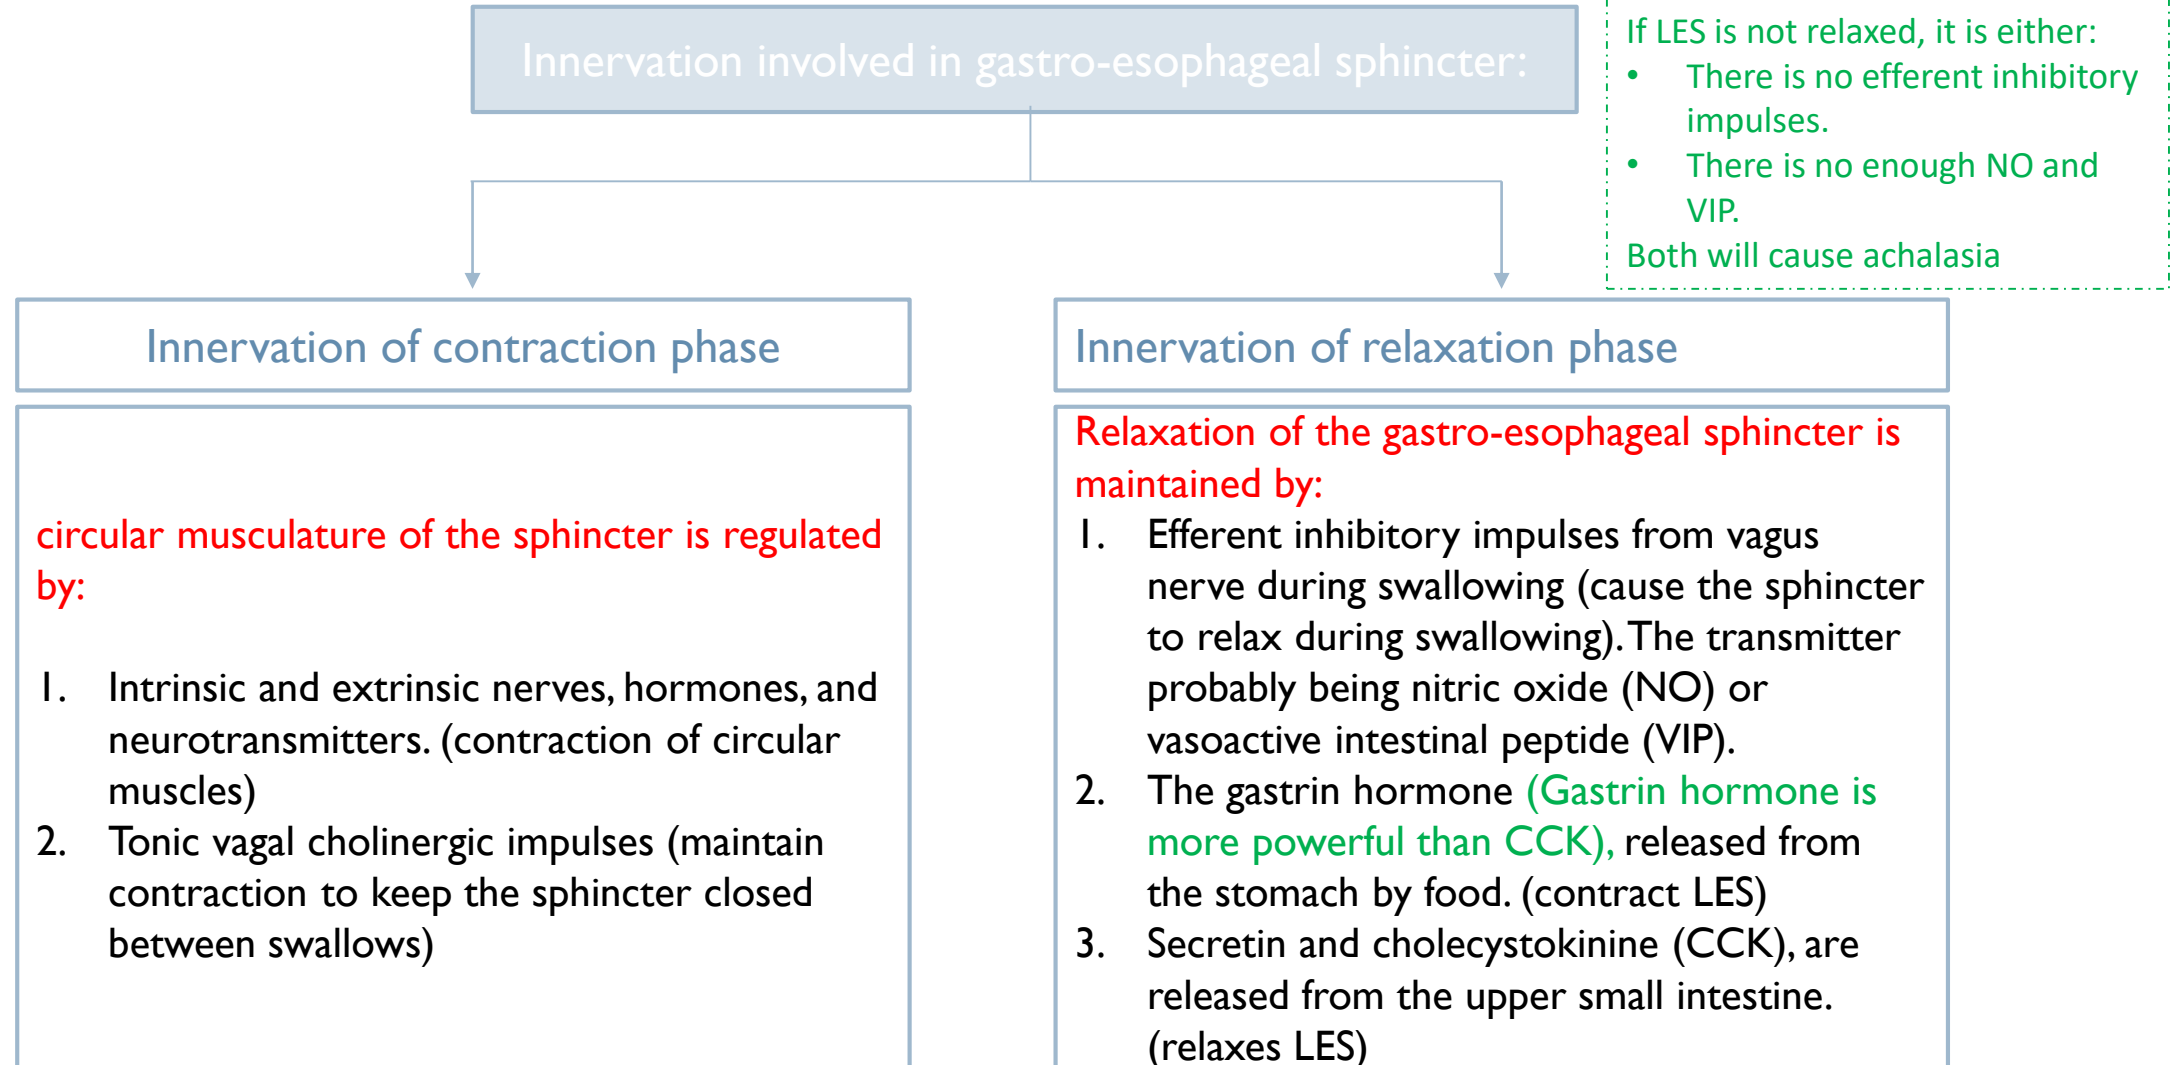 Innervation involved in gastro-esophageal sphincter:
If LES is not relaxed, it is either:
• There is no efferent inhibitory
impulses.
• There is no enough NO and
VIP.
Both will cause achalasia
Innervation of contraction phase
circular musculature of the sphincter is regulated
by:
1. Intrinsic and extrinsic nerves, hormones, and
neurotransmitters. (contraction of circular
muscles)
2. Tonic vagal cholinergic impulses (maintain
contraction to keep the sphincter closed
between swallows)
Innervation of relaxation phase
Relaxation of the gastro-esophageal sphincter is
maintained by:
1. Efferent inhibitory impulses from vagus
nerve during swallowing (cause the sphincter
to relax during swallowing). The transmitter
probably being nitric oxide (NO) or
vasoactive intestinal peptide (VIP).
2. The gastrin hormone (Gastrin hormone is
more powerful than CCK), released from
the stomach by food. (contract LES)
3. Secretin and cholecystokinine (CCK), are
released from the upper small intestine.
(relaxes LES)